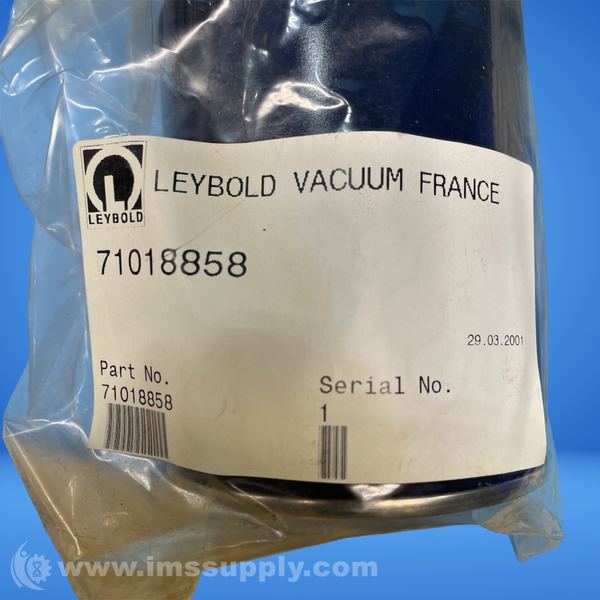 L
LEYBOLD
LEYBOLD VACUUM FRANCE
71018858
29.03.2001
Part No.
71018858
Serial No.
1
www.imssupply.com